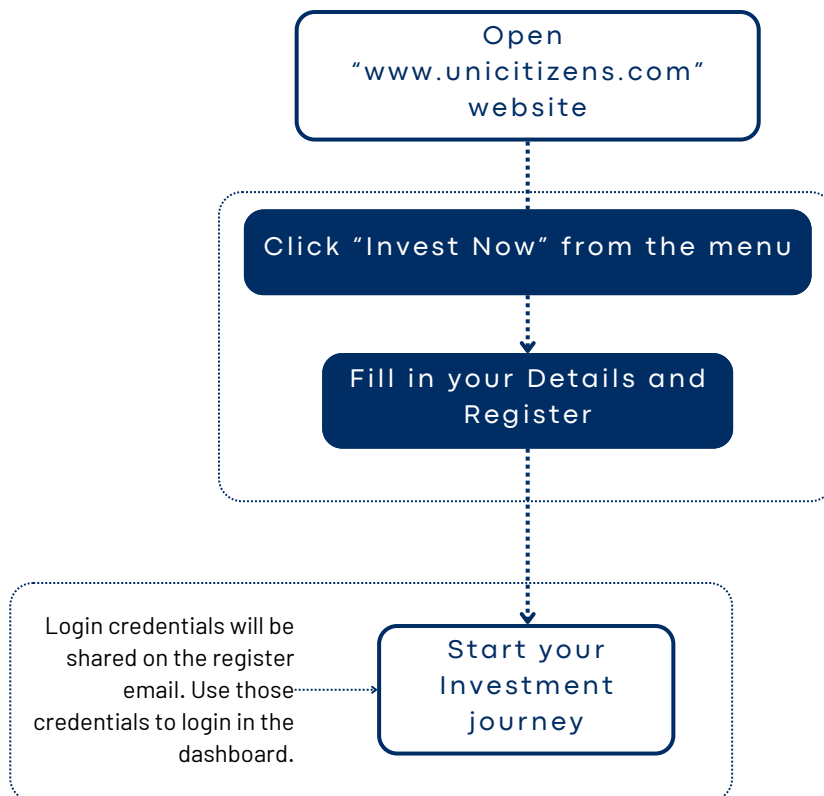 Open
“www.unicitizens.com”
website
Click “Invest Now” from the menu
Fill in your Details and
Register
Login credentials will be
shared on the register
email. Use those
credentials to login in the
dashboard.
Start your
Investment
journey